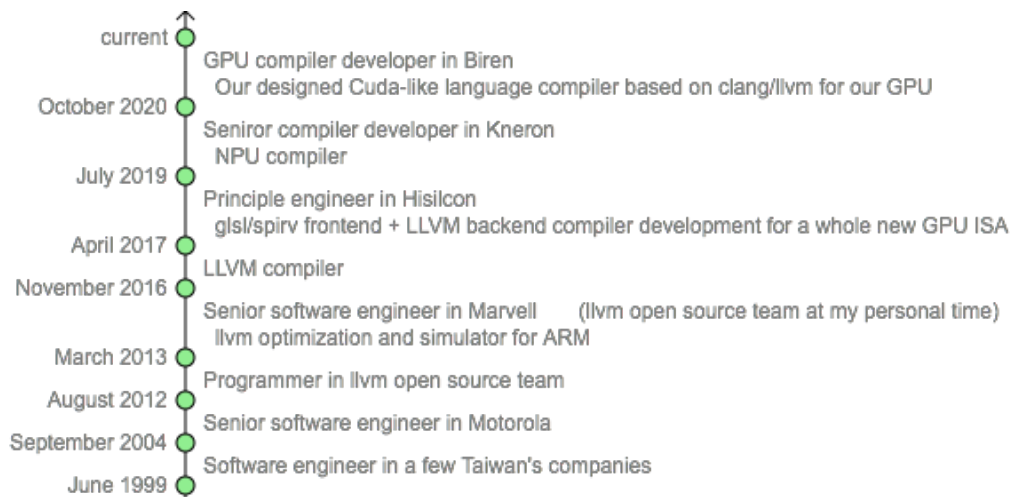 current
GPU compiler developer in Biren
Our designed Cuda-like language compiler based on clang/llvm for our GPU
October 2020
Seniror compiler developer in Kneron
NPU compiler
July 2019
Principle engineer in Hisilcon
glsl/spirv frontend + LLVM backend compiler development for a whole new GPU ISA
April 2017
LLVM compiler
November 2016
Senior software engineer in Marvell (llvm open source team at my personal time)
llvm optimization and simulator for ARM
March 2013
Programmer in llvm open source team
August 2012
Senior software engineer in Motorola
September 2004
Software engineer in a few Taiwan's companies
June 1999